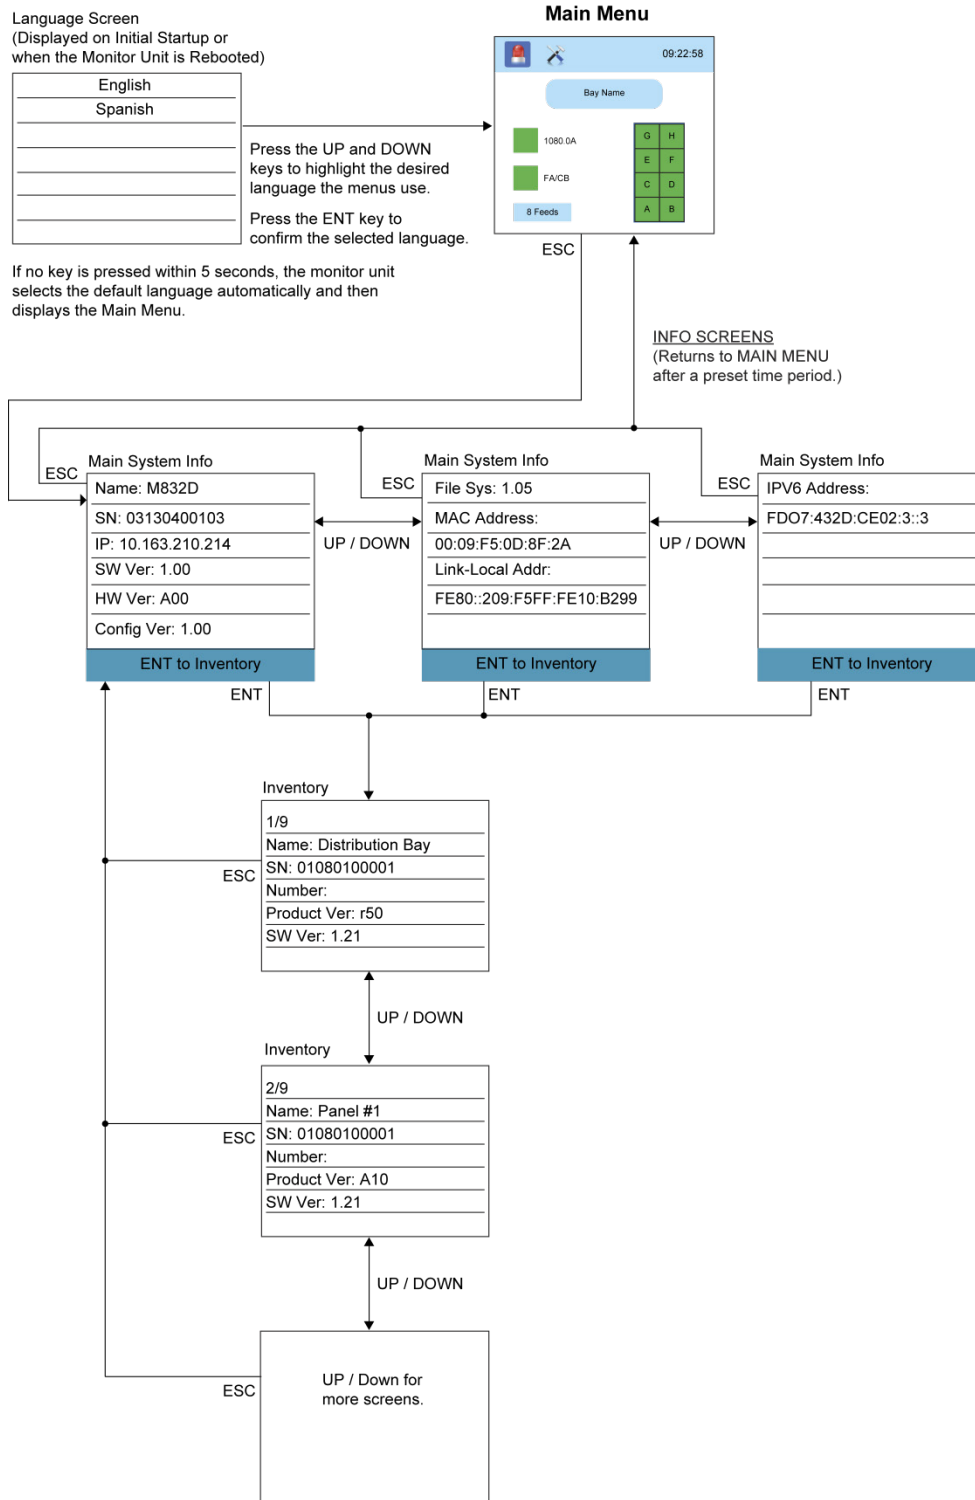 Language Screen
(Displayed on Initial Startup or
when the Monitor Unit is Rebooted)
English
Spanish
Press the UP and DOWN
keys to highlight the desired
language the menus use.
Press the ENT key to
confirm the selected language.
If no key is pressed within 5 seconds, the monitor unit
selects the default language automatically and then
displays the Main Menu.
Main Menu
09:22:58
Bay Name
1080.0A
FA/CB
8 Feeds
G H
E F
C D
A B
ESC
INFO SCREENS
(Returns to MAIN MENU
after a preset time period.)
ESC
Main System Info
Name: M832D
SN: 03130400103
IP: 10.163.210.214
SW Ver: 1.00
HW Ver: A00
Config Ver: 1.00
ENT to Inventory
ENT
UP / DOWN
ESC
Main System Info
File Sys: 1.05
MAC Address:
00:09:F5:0D:8F:2A
Link-Local Addr:
FE80::209:F5FF:FE10:B299
ENT to Inventory
ENT
UP / DOWN
ESC
Main System Info
IPV6 Address:
FDO7:432D:CE02:3::3
ENT to Inventory
ENT
Inventory
1/9
Name: Distribution Bay
SN: 01080100001
Number:
Product Ver: r50
SW Ver: 1.21
ESC
UP / DOWN
Inventory
2/9
Name: Panel #1
SN: 01080100001
Number:
Product Ver: A10
SW Ver: 1.21
ESC
UP / DOWN
UP / Down for
more screens.
ESC